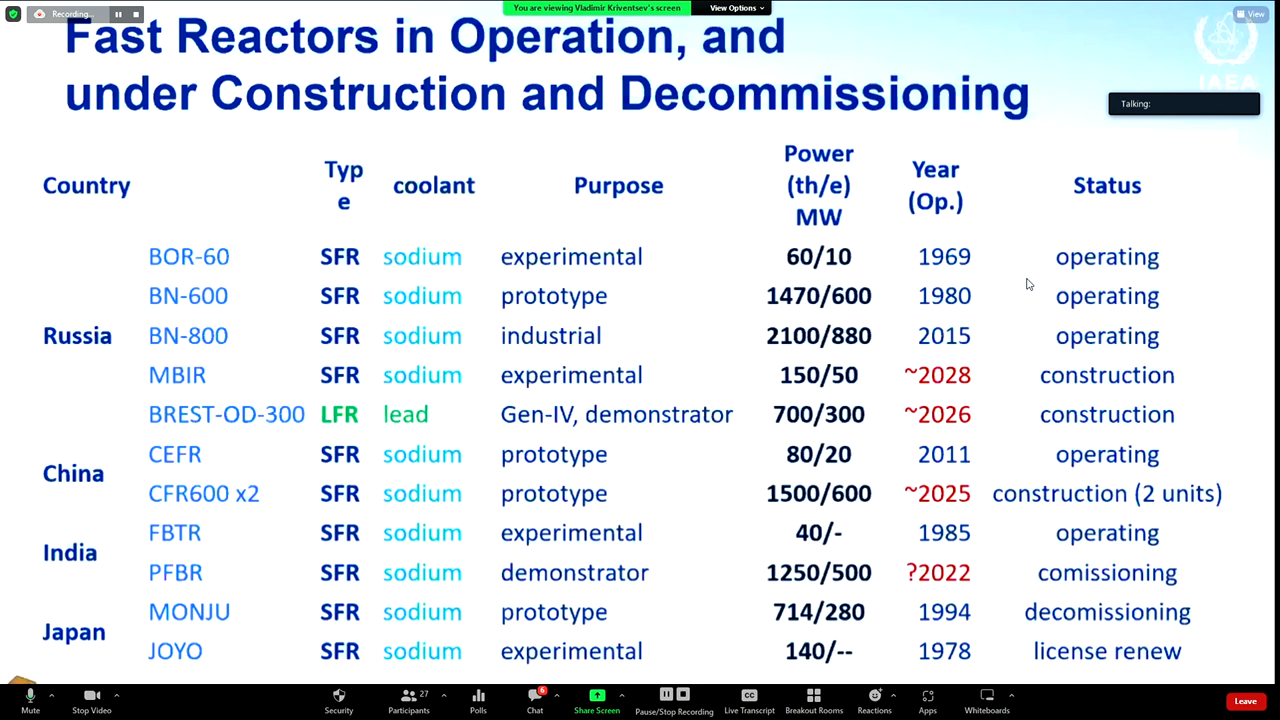 Recording...
You are viewing Vladimir Kriventsev's screen
View Options
View
Fast Reactors in Operation, and
under Construction and Decommissioning
IAEA
Talking:
Country Type coolant Purpose Power (th/e) MW Year (Op.) Status
Russia
BOR-60 SFR sodium experimental 60/10 1969 operating
BN-600 SFR sodium prototype 1470/600 1980 operating
BN-800 SFR sodium industrial 2100/880 2015 operating
MBIR SFR sodium experimental 150/50 ~2028 construction
BREST-OD-300 LFR lead Gen-IV, demonstrator 700/300 ~2026 construction
China
CEFR SFR sodium prototype 80/20 2011 operating
CFR600 x2 SFR sodium prototype 1500/600 ~2025 construction (2 units)
India
FBTR SFR sodium experimental 40/- 1985 operating
PFBR SFR sodium demonstrator 1250/500 ?2022 comissioning
Japan
MONJU SFR sodium prototype 714/280 1994 decomissioning
JOYO SFR sodium experimental 140/-- 1978 license renew
Mute
Stop Video
Security
Participants 27
Polls
Chat 6
Share Screen
Pause/Stop Recording
CC
Live Transcript
Breakout Rooms
Reactions
Apps
Whiteboards
Leave